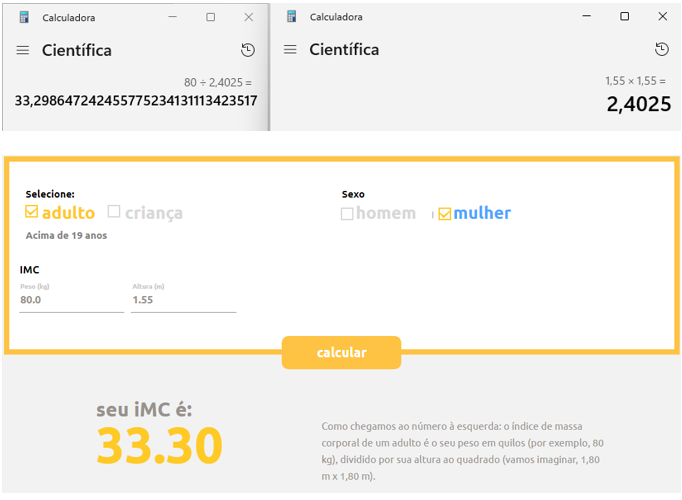 Calculadora
Científica
80 ÷ 2,4025 =
33,298647242455775234131113423517
Calculadora
Científica
1,55 × 1,55 =
2,4025
Selecione:
adulto criança
Acima de 19 anos
Sexo
homem mulher
IMC
Peso (kg) Altura (m)
80.0 1.55
calcular
seu iMC é:
33.30
Como chegamos ao número à esquerda: o índice de massa
corporal de um adulto é o seu peso em quilos (por exemplo, 80
kg), dividido por sua altura ao quadrado (vamos imaginar, 1,80
m x 1,80 m).